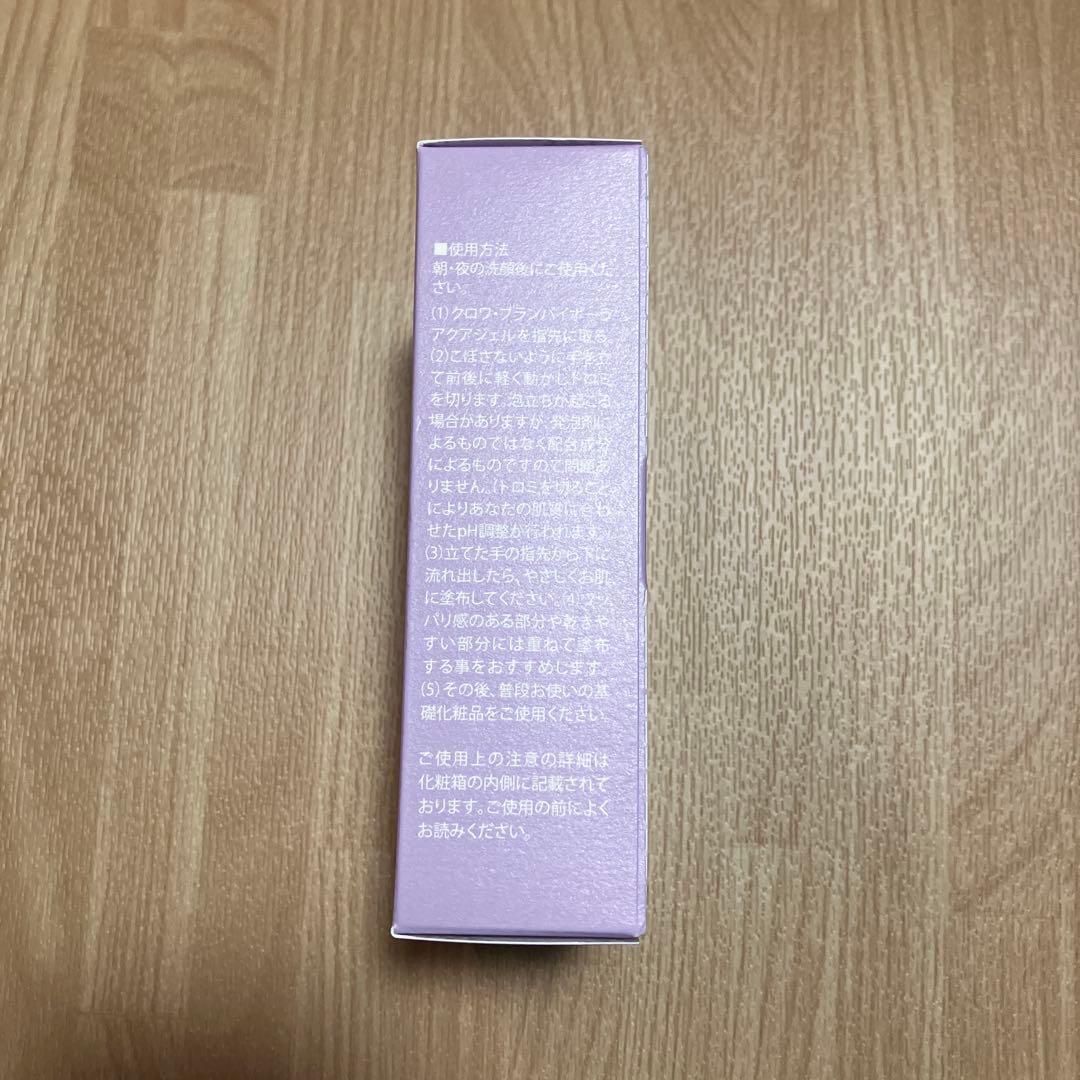 ■使用方法
朝・夜の洗顔後にご使用くだ
さい。
(1)クロワ・ブランバイポーラ
アクアジェルを指先に取る。
(2)こぼさないように手を立
て前後に軽く動かしトロミ
を切ります。泡立ちが起こる
場合がありますが、発泡剤に
よるものではなく配合成分
によるものですので問題あ
りません。(トロミを切ること
によりあなたの肌質に合わ
せたpH調整が行われます。)
(3)立てた手の指先から下に
流れ出したら、やさしくお肌
に塗布してください。(4)ツッ
パリ感のある部分や乾きや
すい部分には重ねて塗布
する事をおすすめします。
(5)その後、普段お使いの基
礎化粧品をご使用ください。
ご使用上の注意の詳細は
化粧箱の内側に記載されて
おります。ご使用の前によく
お読みください。